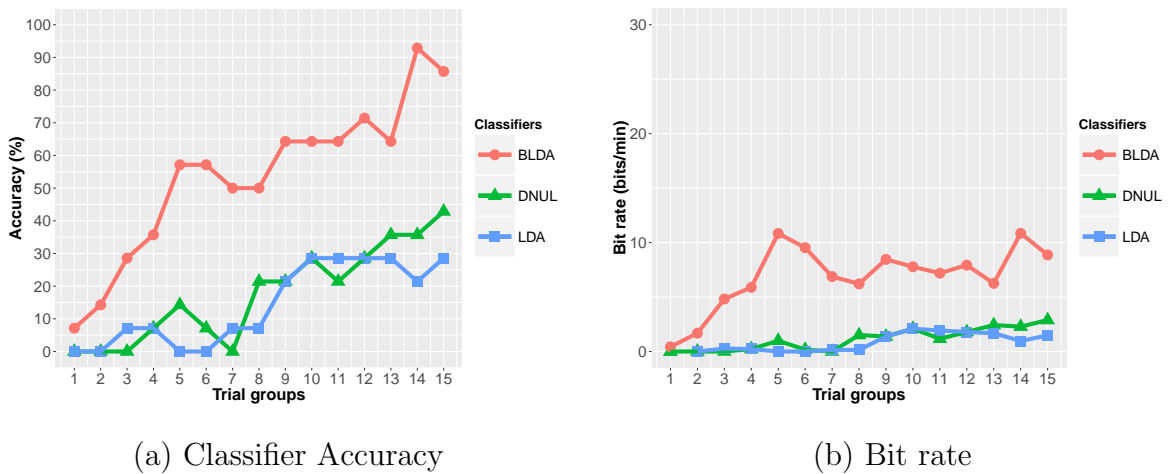 100
90
80
70
60
50
40
30
20
10
0
Accuracy (%)
1 2 3 4 5 6 7 8 9 10 11 12 13 14 15
Trial groups
Classifiers
BLDA
DNUL
LDA
(a) Classifier Accuracy
30
20
10
0
Bit rate (bits/min)
1 2 3 4 5 6 7 8 9 10 11 12 13 14 15
Trial groups
Classifiers
BLDA
DNUL
LDA
(b) Bit rate